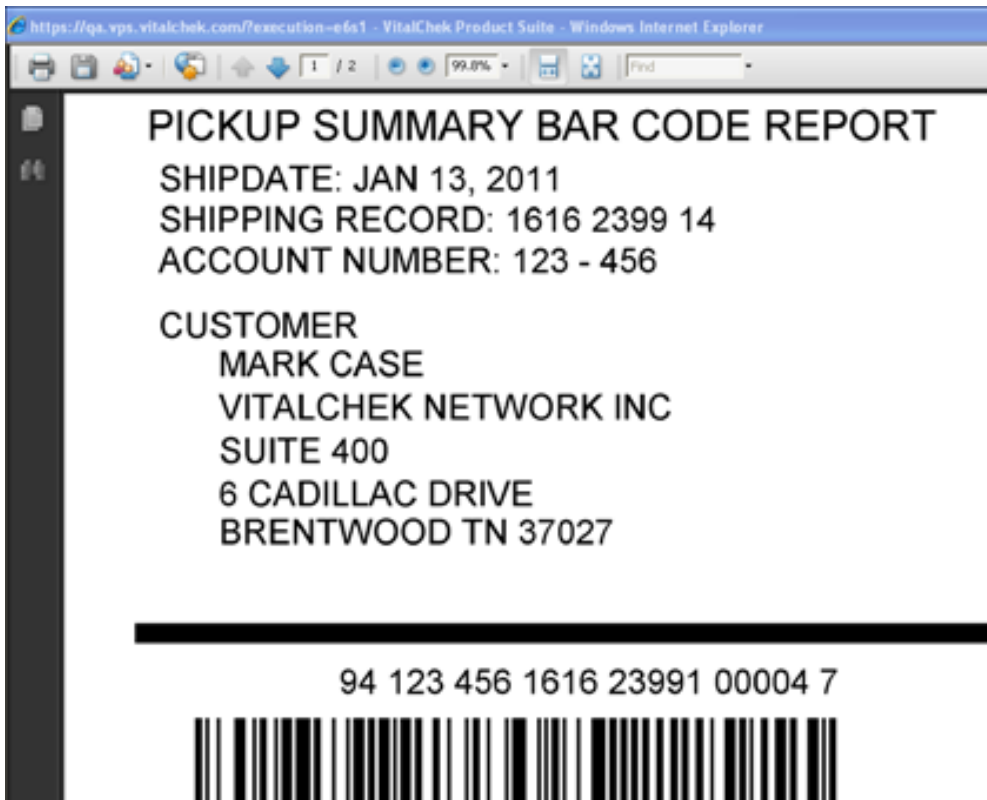 https://qa.vps.vitalchek.com/?execution=e6s1 - VitalChek Product Suite - Windows Internet Explorer
1 / 2 99.8% Find
PICKUP SUMMARY BAR CODE REPORT
SHIPDATE: JAN 13, 2011
SHIPPING RECORD: 1616 2399 14
ACCOUNT NUMBER: 123 - 456
CUSTOMER
MARK CASE
VITALCHEK NETWORK INC
SUITE 400
6 CADILLAC DRIVE
BRENTWOOD TN 37027
94 123 456 1616 23991 00004 7